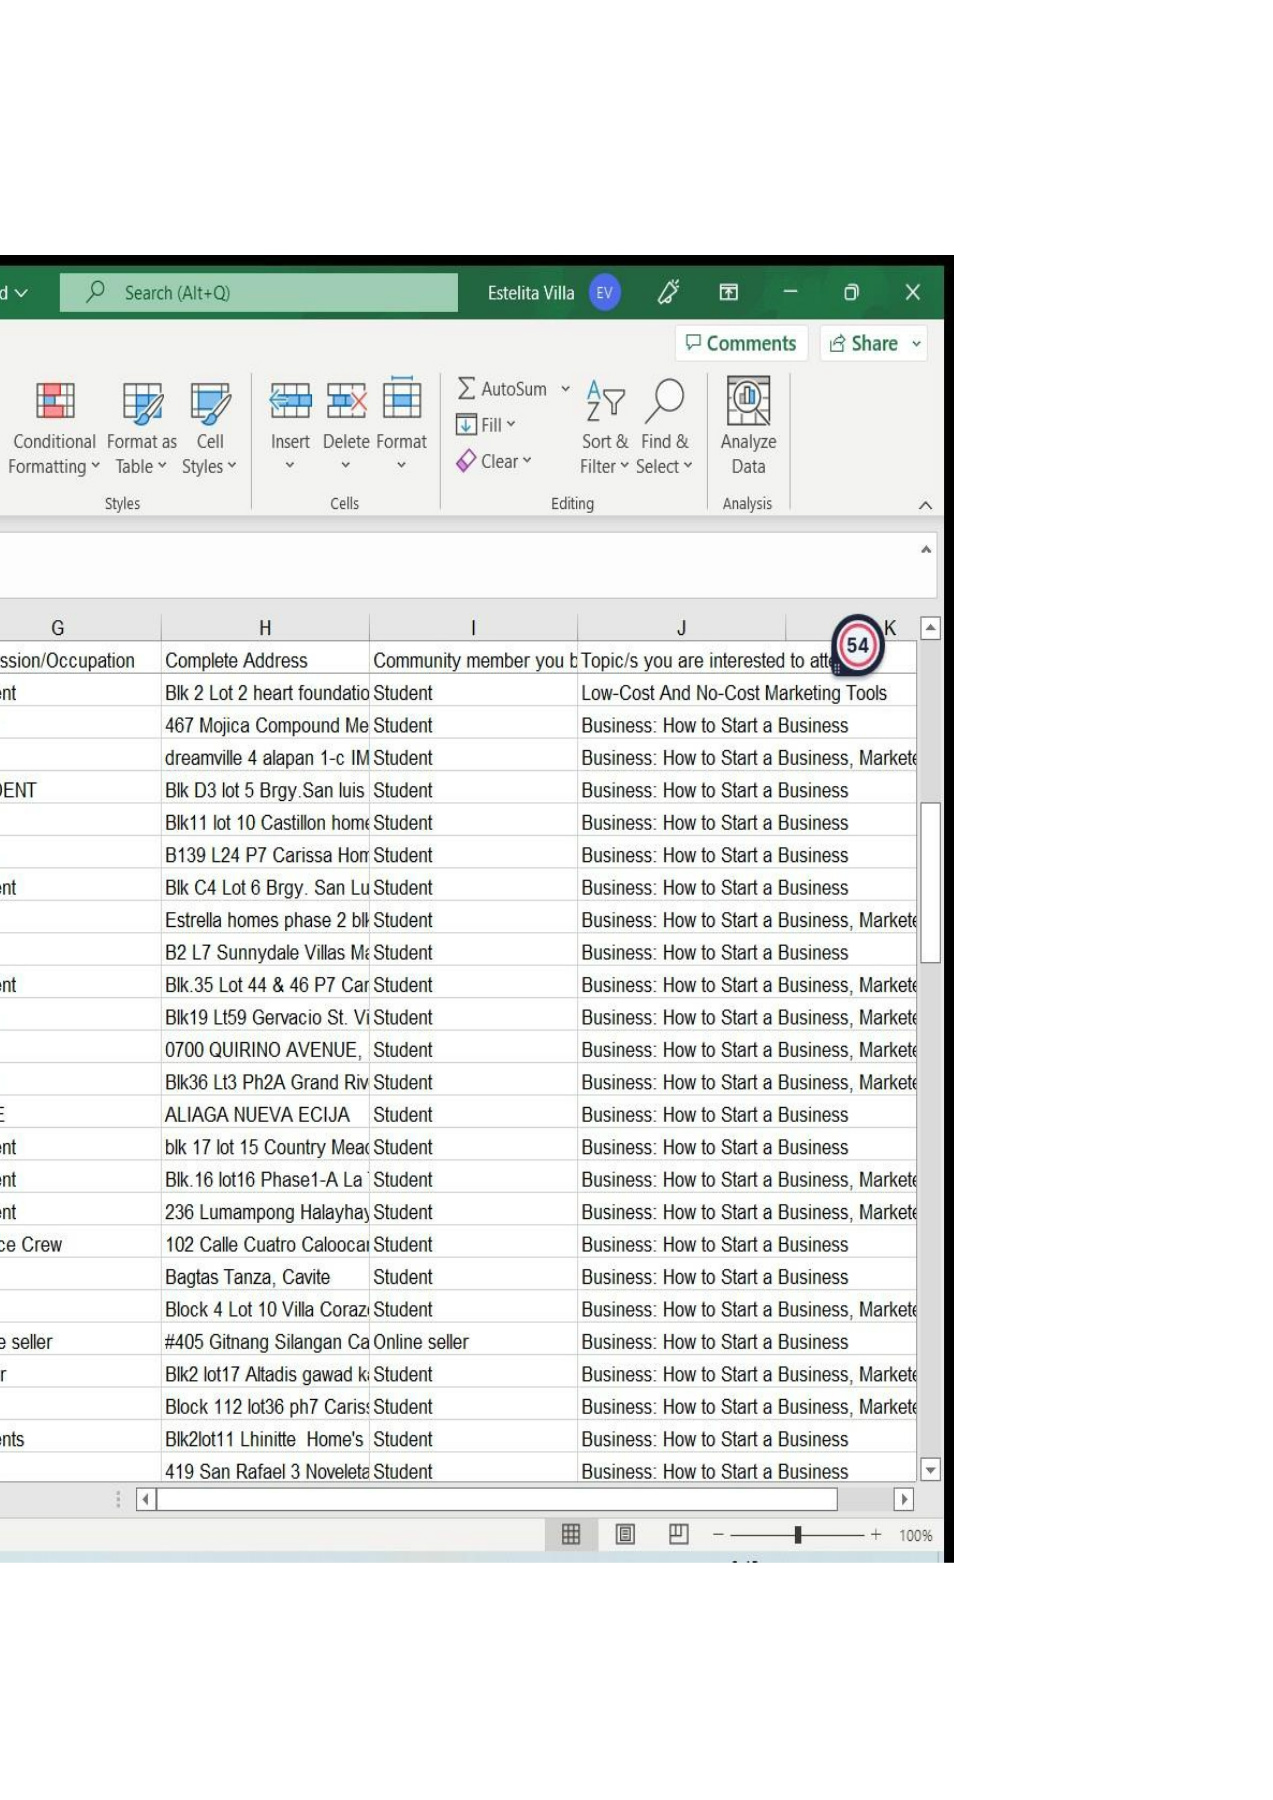 d
Search (Alt+Q)
Estelita Villa
EV
Comments
Share
Conditional Formatting
Format as Table
Cell Styles
Insert
Delete
Format
AutoSum
Fill
Clear
Sort & Filter
Find & Select
Analyze Data
Styles
Cells
Editing
Analysis
G H I J K
54
ssion/Occupation Complete Address Community member you b Topic/s you are interested to atte
ent Blk 2 Lot 2 heart foundatio Student Low-Cost And No-Cost Marketing Tools
467 Mojica Compound Me Student Business: How to Start a Business
dreamville 4 alapan 1-c IM Student Business: How to Start a Business, Markete
DENT Blk D3 lot 5 Brgy.San luis Student Business: How to Start a Business
Blk11 lot 10 Castillon home Student Business: How to Start a Business
B139 L24 P7 Carissa Hom Student Business: How to Start a Business
ent Blk C4 Lot 6 Brgy. San Lu Student Business: How to Start a Business
Estrella homes phase 2 blk Student Business: How to Start a Business, Markete
B2 L7 Sunnydale Villas Ma Student Business: How to Start a Business
ent Blk.35 Lot 44 & 46 P7 Car Student Business: How to Start a Business, Markete
Blk19 Lt59 Gervacio St. Vi Student Business: How to Start a Business, Markete
0700 QUIRINO AVENUE, Student Business: How to Start a Business, Markete
Blk36 Lt3 Ph2A Grand Riv Student Business: How to Start a Business, Markete
E ALIAGA NUEVA ECIJA Student Business: How to Start a Business
ent blk 17 lot 15 Country Mead Student Business: How to Start a Business
ent Blk.16 lot16 Phase1-A La Student Business: How to Start a Business, Markete
ent 236 Lumampong Halayhay Student Business: How to Start a Business, Markete
ce Crew 102 Calle Cuatro Caloocan Student Business: How to Start a Business
Bagtas Tanza, Cavite Student Business: How to Start a Business
Block 4 Lot 10 Villa Corazo Student Business: How to Start a Business, Markete
e seller #405 Gitnang Silangan Ca Online seller Business: How to Start a Business
r Blk2 lot17 Altadis gawad ka Student Business: How to Start a Business, Markete
Block 112 lot36 ph7 Cariss Student Business: How to Start a Business, Markete
ents Blk2lot11 Lhinitte Home's Student Business: How to Start a Business
419 San Rafael 3 Noveleta Student Business: How to Start a Business
100%